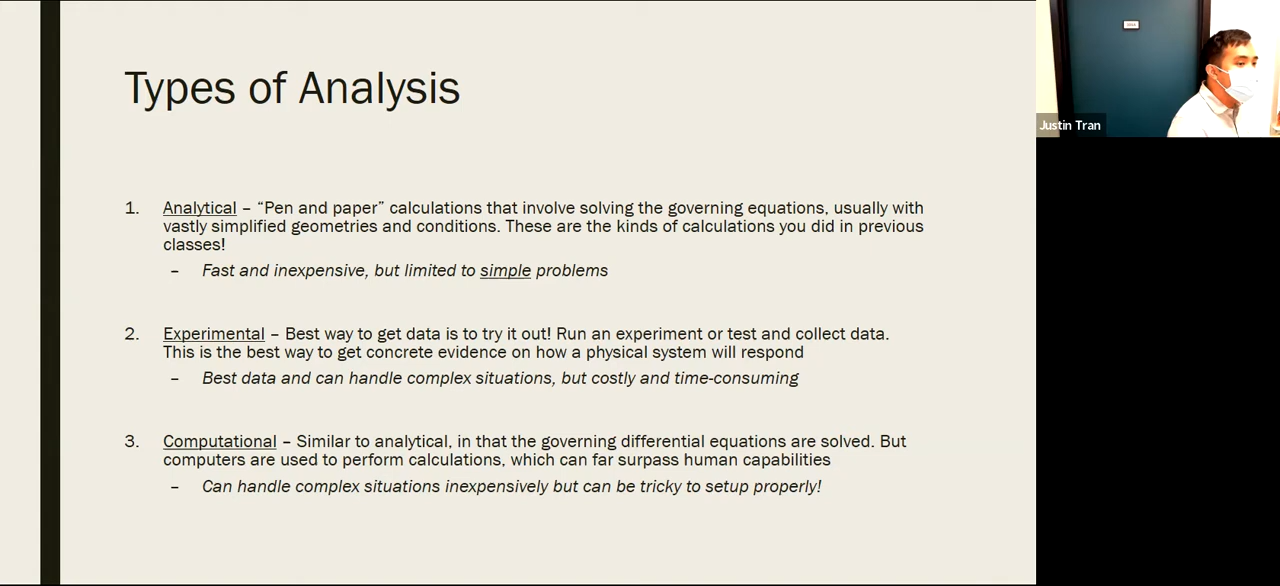 Types of Analysis
1. Analytical – “Pen and paper” calculations that involve solving the governing equations, usually with
vastly simplified geometries and conditions. These are the kinds of calculations you did in previous
classes!
– Fast and inexpensive, but limited to simple problems
2. Experimental – Best way to get data is to try it out! Run an experiment or test and collect data.
This is the best way to get concrete evidence on how a physical system will respond
– Best data and can handle complex situations, but costly and time-consuming
3. Computational – Similar to analytical, in that the governing differential equations are solved. But
computers are used to perform calculations, which can far surpass human capabilities
– Can handle complex situations inexpensively but can be tricky to setup properly!
Justin Tran